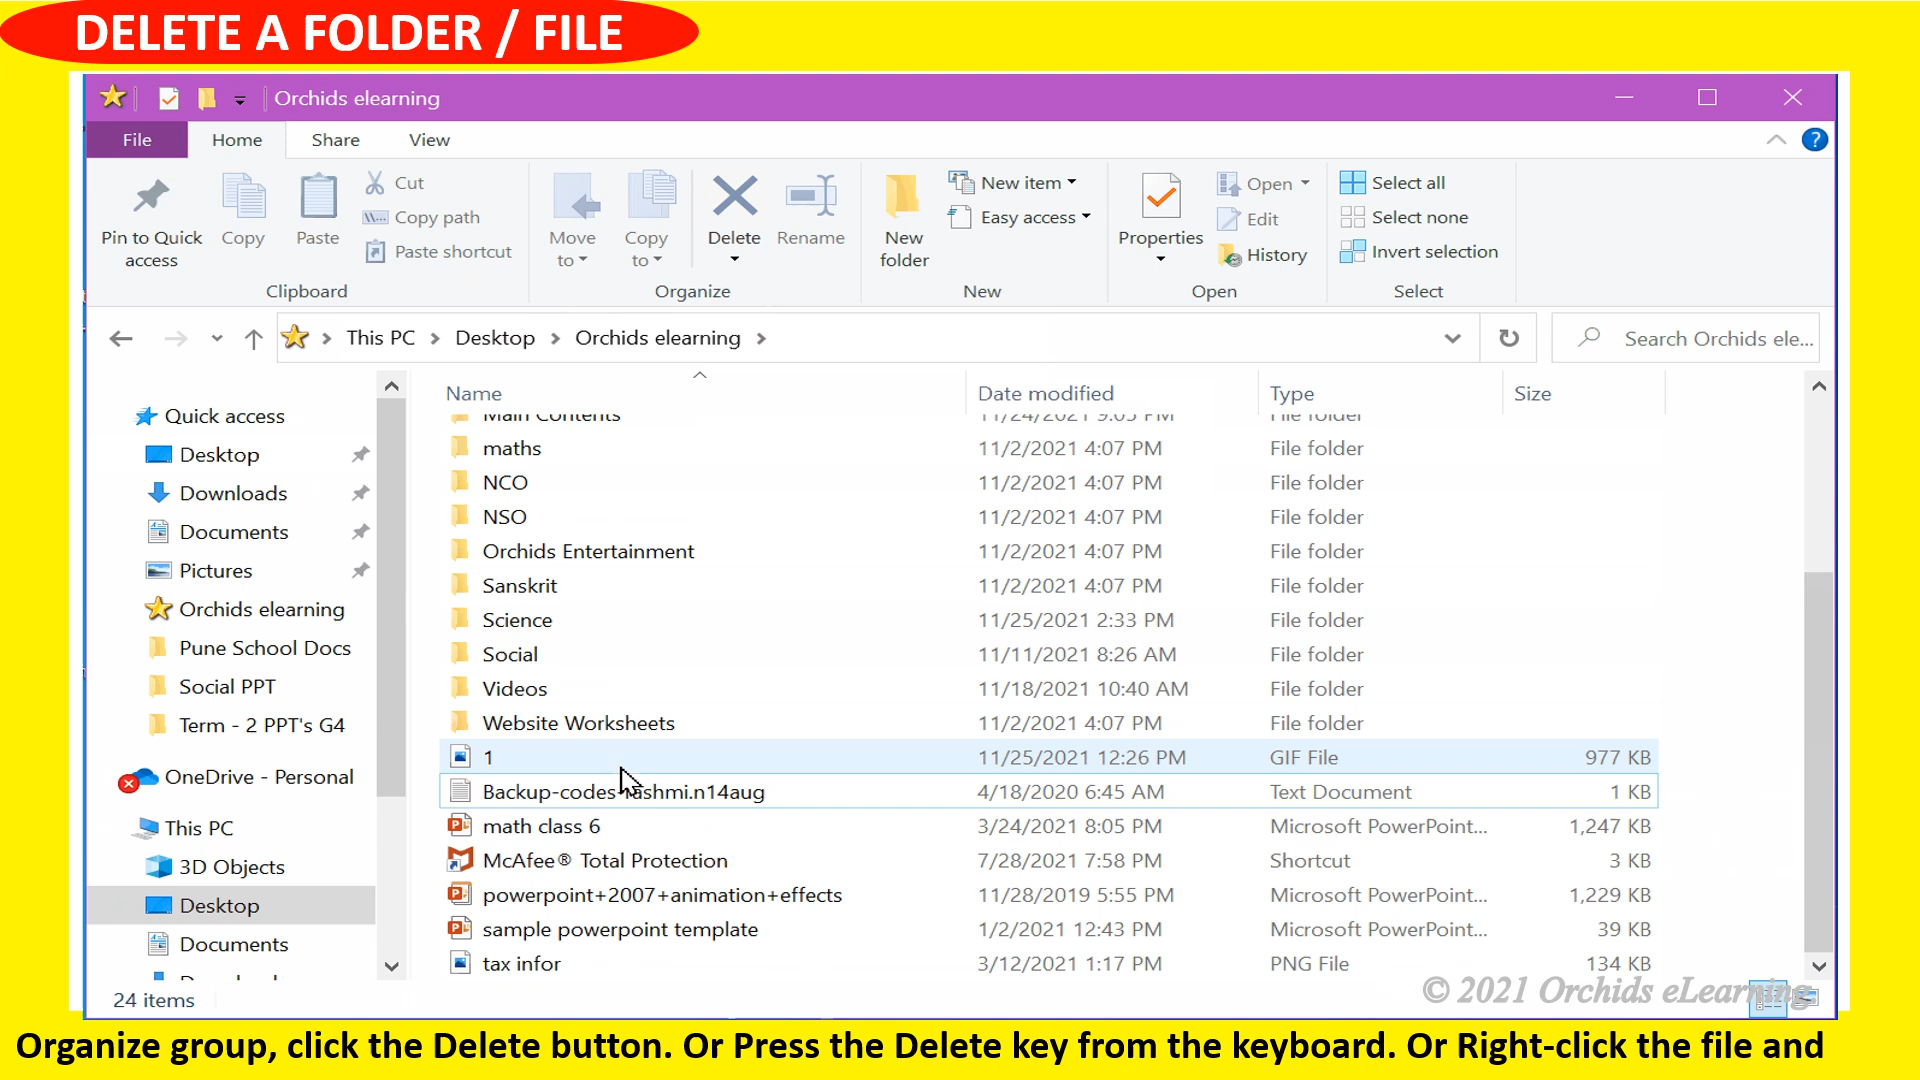 DELETE A FOLDER / FILE
Orchids elearning
File Home Share View
Pin to Quick access
Copy
Paste
Cut
Copy path
Paste shortcut
Clipboard
Move to
Copy to
Delete
Rename
Organize
New folder
New item
Easy access
New
Properties
Open
Edit
History
Open
Select all
Select none
Invert selection
Select
This PC > Desktop > Orchids elearning >
Search Orchids ele...
Quick access
Desktop
Downloads
Documents
Pictures
Orchids elearning
Pune School Docs
Social PPT
Term - 2 PPT's G4
OneDrive - Personal
This PC
3D Objects
Desktop
Documents
Name Date modified Type Size
Main Contents 11/24/2021 9:05 PM File folder
maths 11/2/2021 4:07 PM File folder
NCO 11/2/2021 4:07 PM File folder
NSO 11/2/2021 4:07 PM File folder
Orchids Entertainment 11/2/2021 4:07 PM File folder
Sanskrit 11/2/2021 4:07 PM File folder
Science 11/25/2021 2:33 PM File folder
Social 11/11/2021 8:26 AM File folder
Videos 11/18/2021 10:40 AM File folder
Website Worksheets 11/2/2021 4:07 PM File folder
1 11/25/2021 12:26 PM GIF File 977 KB
Backup-codes-rashmi.n14aug 4/18/2020 6:45 AM Text Document 1 KB
math class 6 3/24/2021 8:05 PM Microsoft PowerPoint... 1,247 KB
McAfee® Total Protection 7/28/2021 7:58 PM Shortcut 3 KB
powerpoint+2007+animation+effects 11/28/2019 5:55 PM Microsoft PowerPoint... 1,229 KB
sample powerpoint template 1/2/2021 12:43 PM Microsoft PowerPoint... 39 KB
tax infor 3/12/2021 1:17 PM PNG File 134 KB
24 items
© 2021 Orchids eLearning
Organize group, click the Delete button. Or Press the Delete key from the keyboard. Or Right-click the file and